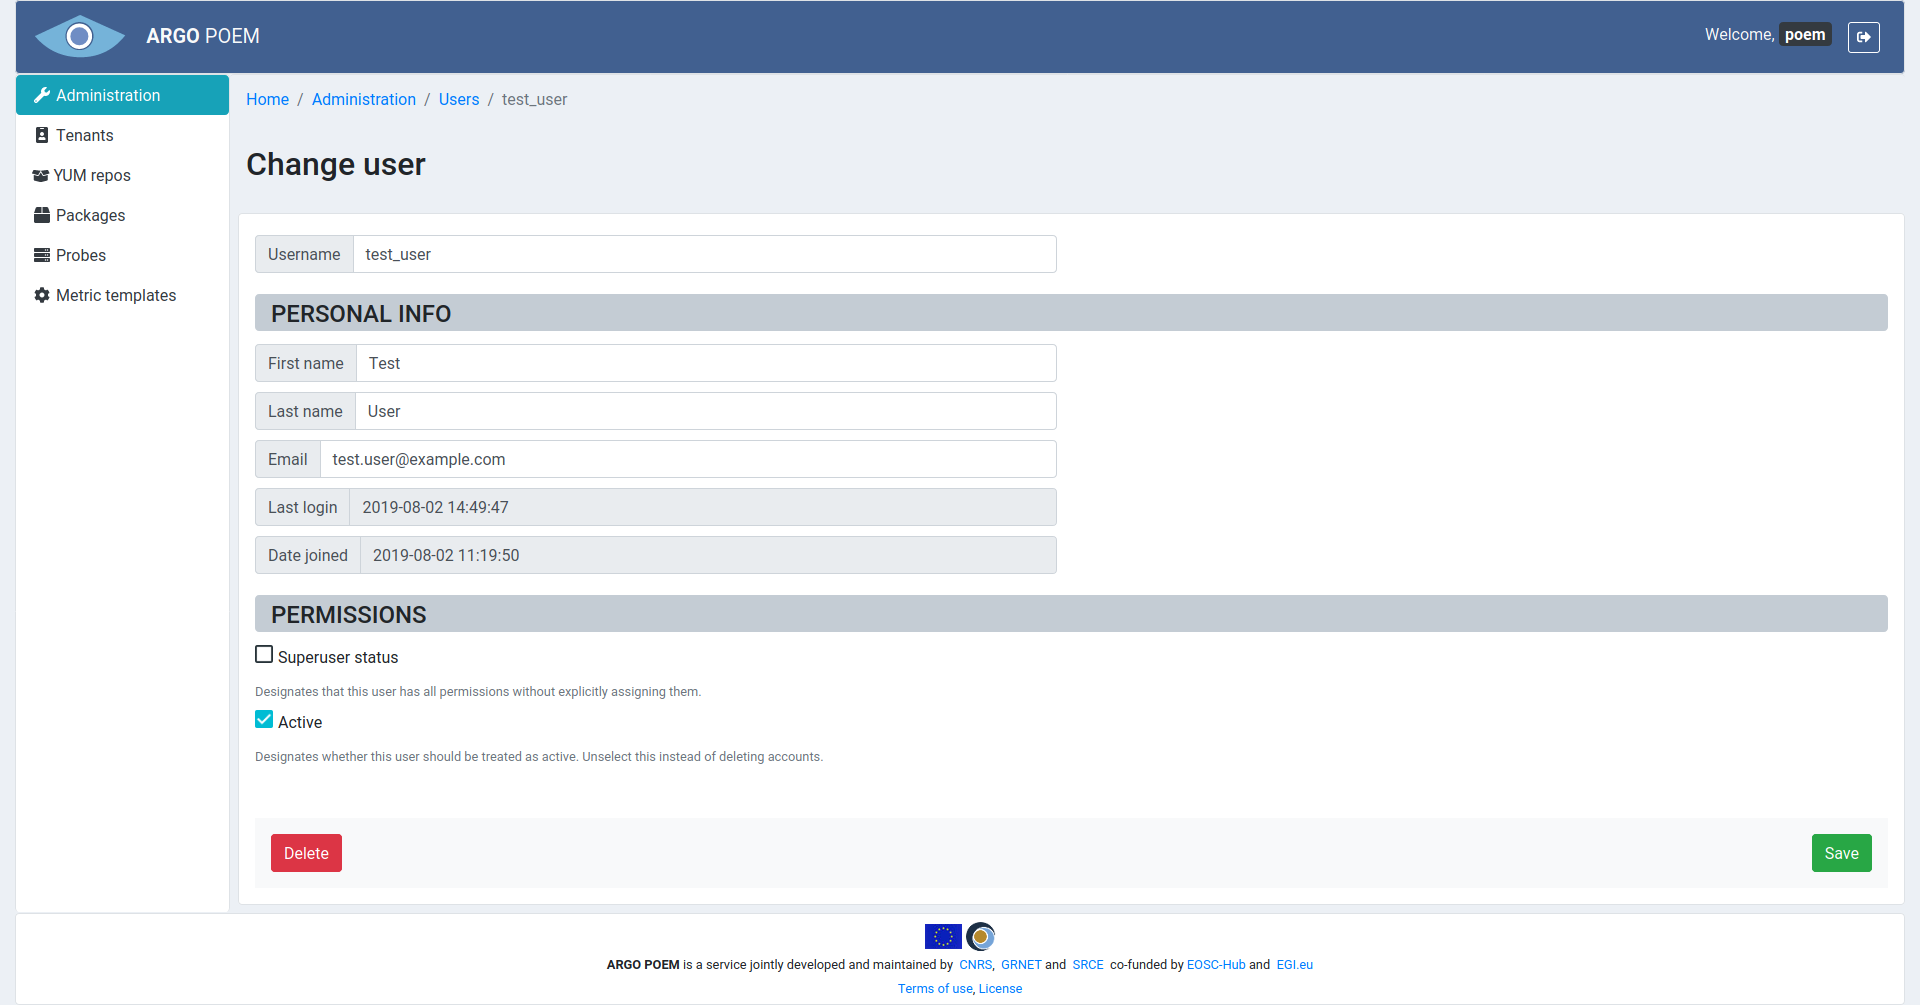 ARGO POEM
Welcome, poem
Administration
Tenants
YUM repos
Packages
Probes
Metric templates
Home / Administration / Users / test_user
Change user
Username test_user
PERSONAL INFO
First name Test
Last name User
Email test.user@example.com
Last login 2019-08-02 14:49:47
Date joined 2019-08-02 11:19:50
PERMISSIONS
Superuser status
Designates that this user has all permissions without explicitly assigning them.
Active
Designates whether this user should be treated as active. Unselect this instead of deleting accounts.
Delete Save
ARGO POEM is a service jointly developed and maintained by CNRS, GRNET and SRCE co-funded by EOSC-Hub and EGI.eu
Terms of use, License